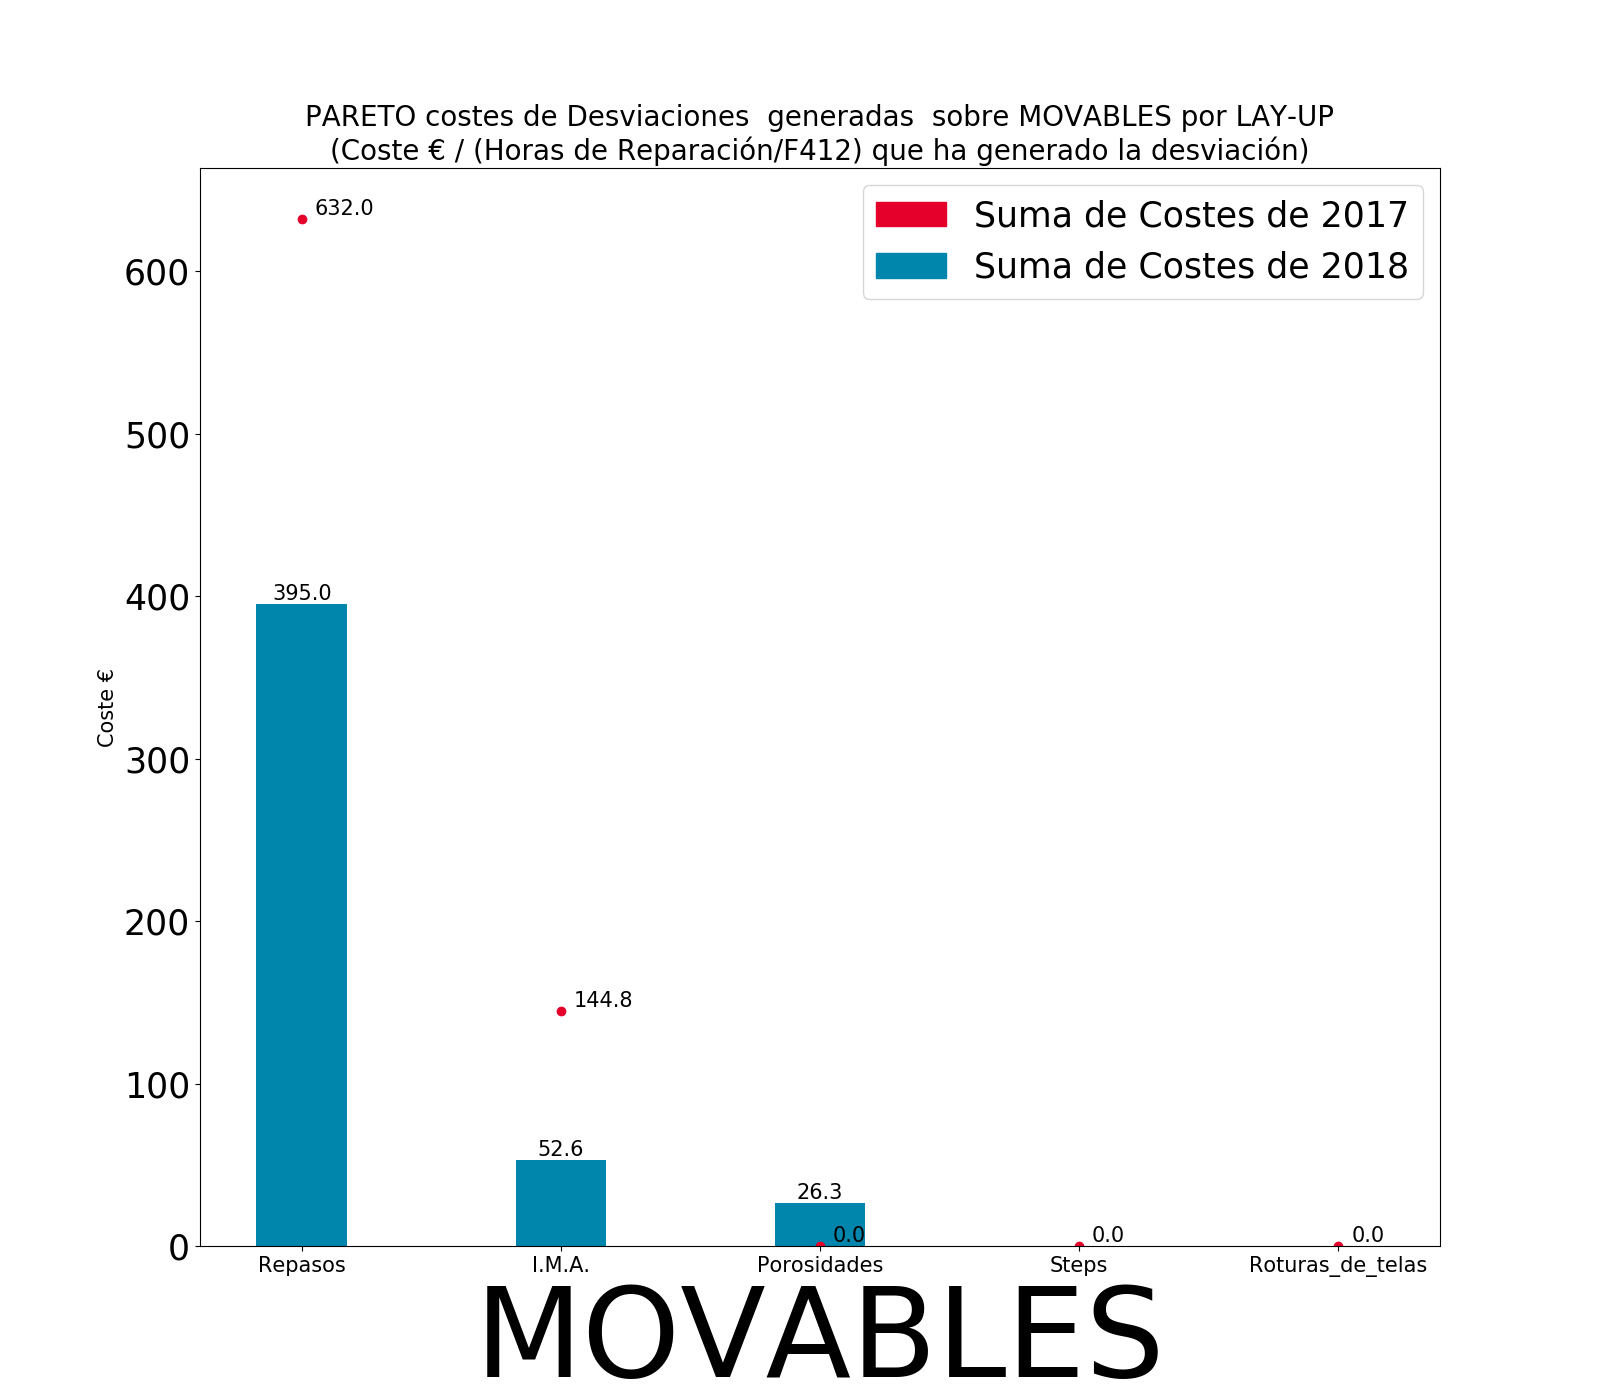 PARETO costes de Desviaciones  generadas  sobre MOVABLES por LAY-UP
(Coste € / (Horas de Reparación/F412) que ha generado la desviación)
Suma de Costes de 2017
Suma de Costes de 2018
632.0
600
500
400
395.0
Coste €
300
200
144.8
100
52.6
26.3
0.0
0.0
0.0
0
Repasos
I.M.A.
Porosidades
Steps
Roturas_de_telas
MOVABLES